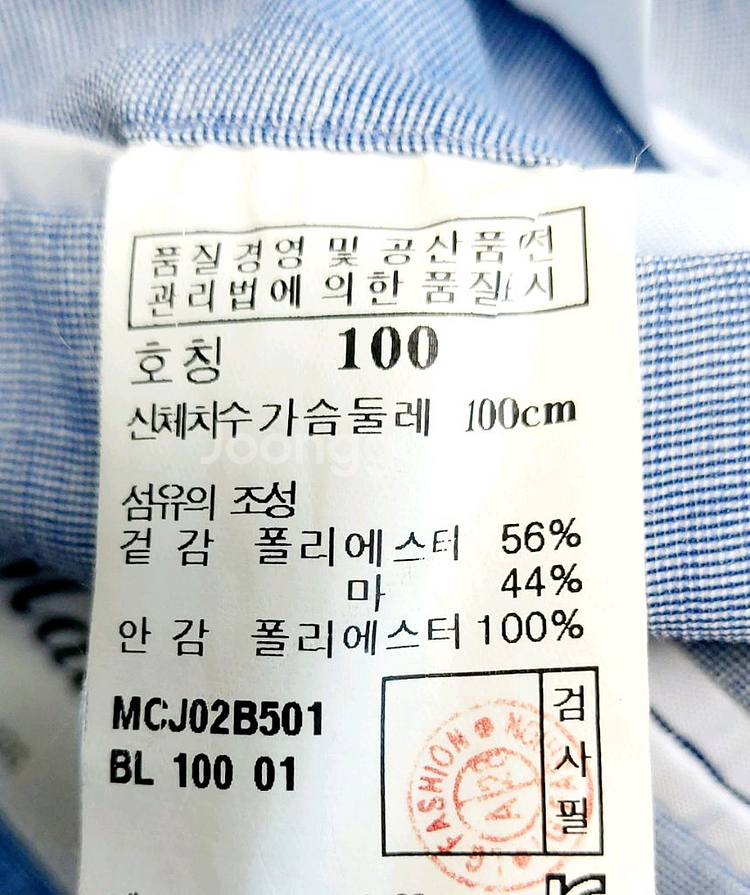 품질경영 및 공산품안전
관리법에 의한 품질표시
호칭 100
신체치수 가슴둘레 100cm
섬유의 조성
겉감 폴리에스터 56%
마 44%
안감 폴리에스터 100%
MCJ02B501
BL 100 01
검
사
필
FASHION